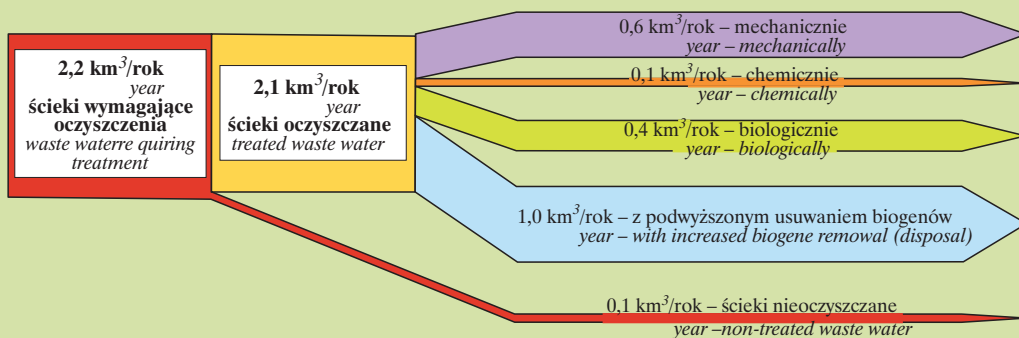 2,2 km³/rok
year
ścieki wymagające
oczyszczenia
waste waterre quiring
treatment
2,1 km³/rok
year
ścieki oczyszczane
treated waste water
0,6 km³/rok – mechanicznie
year – mechanically
0,1 km³/rok – chemicznie
year – chemically
0,4 km³/rok – biologicznie
year – biologically
1,0 km³/rok – z podwyższonym usuwaniem biogenów
year – with increased biogene remowal (disposal)
0,1 km³/rok – ścieki nieoczyszczane
year –non-treated waste water